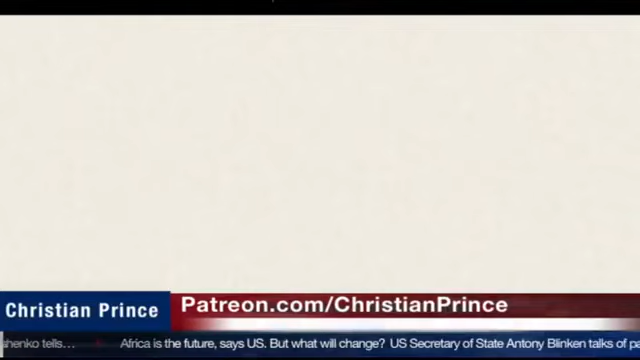 Patreon.com/ChristianPrince
Christian Prince
tells... Africa is the future, says US. But what will change? US Secretary of State Antony Blinken talks of